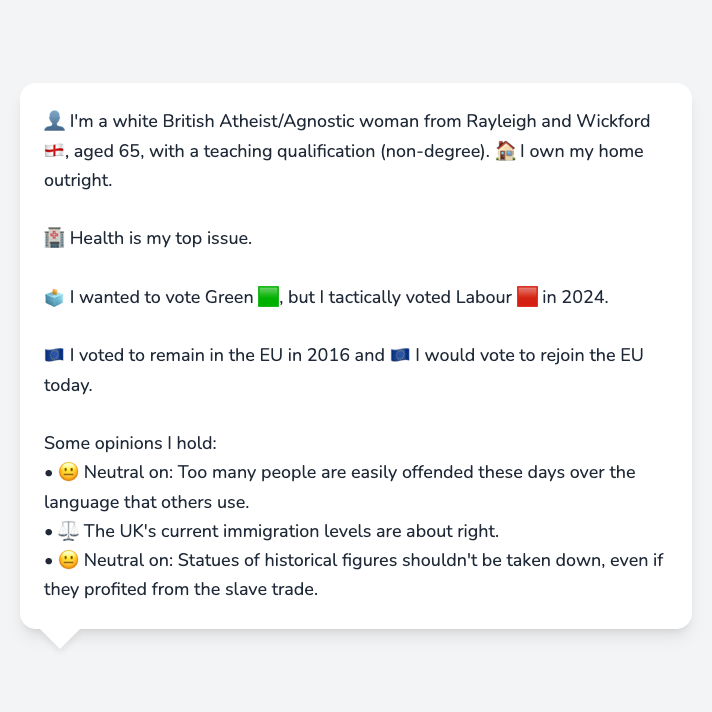 👤 I'm a white British Atheist/Agnostic woman from Rayleigh and Wickford
🏴󠁧󠁢󠁥󠁮󠁧󠁿, aged 65, with a teaching qualification (non-degree). 🏠 I own my home
outright.
🏥 Health is my top issue.
🗳️ I wanted to vote Green 🟩, but I tactically voted Labour 🟥 in 2024.
🇪🇺 I voted to remain in the EU in 2016 and 🇪🇺 I would vote to rejoin the EU
today.
Some opinions I hold:
• 😐 Neutral on: Too many people are easily offended these days over the
language that others use.
• ⚖️ The UK's current immigration levels are about right.
• 😐 Neutral on: Statues of historical figures shouldn't be taken down, even if
they profited from the slave trade.